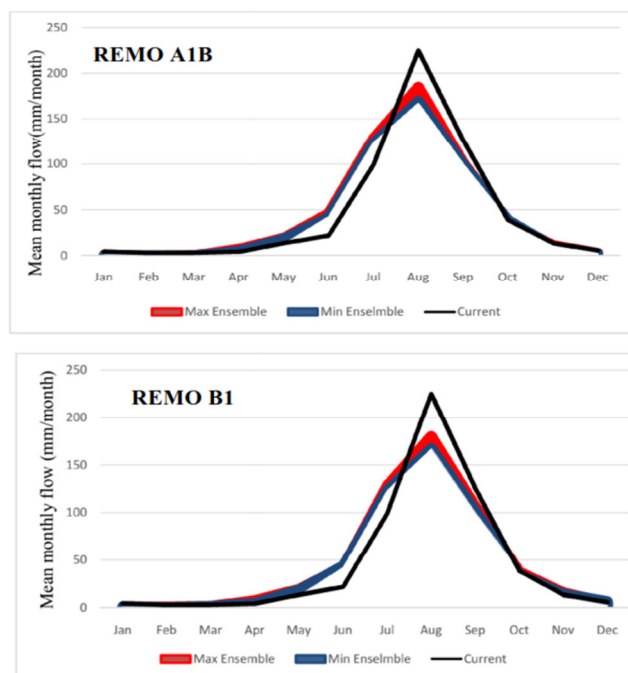 REMO A1B
Mean monthly flow(mm/month)
250
200
150
100
50
0
Jan Feb Mar Apr May Jun Jul Aug Sep Oct Nov Dec
Max Ensemble Min Enselmble Current
REMO B1
Mean monthly flow (mm/month)
250
200
150
100
50
0
Jan Feb Mar Apr May Jun Jul Aug Sep Oct Nov Dec
Max Ensemble Min Enselmble Current